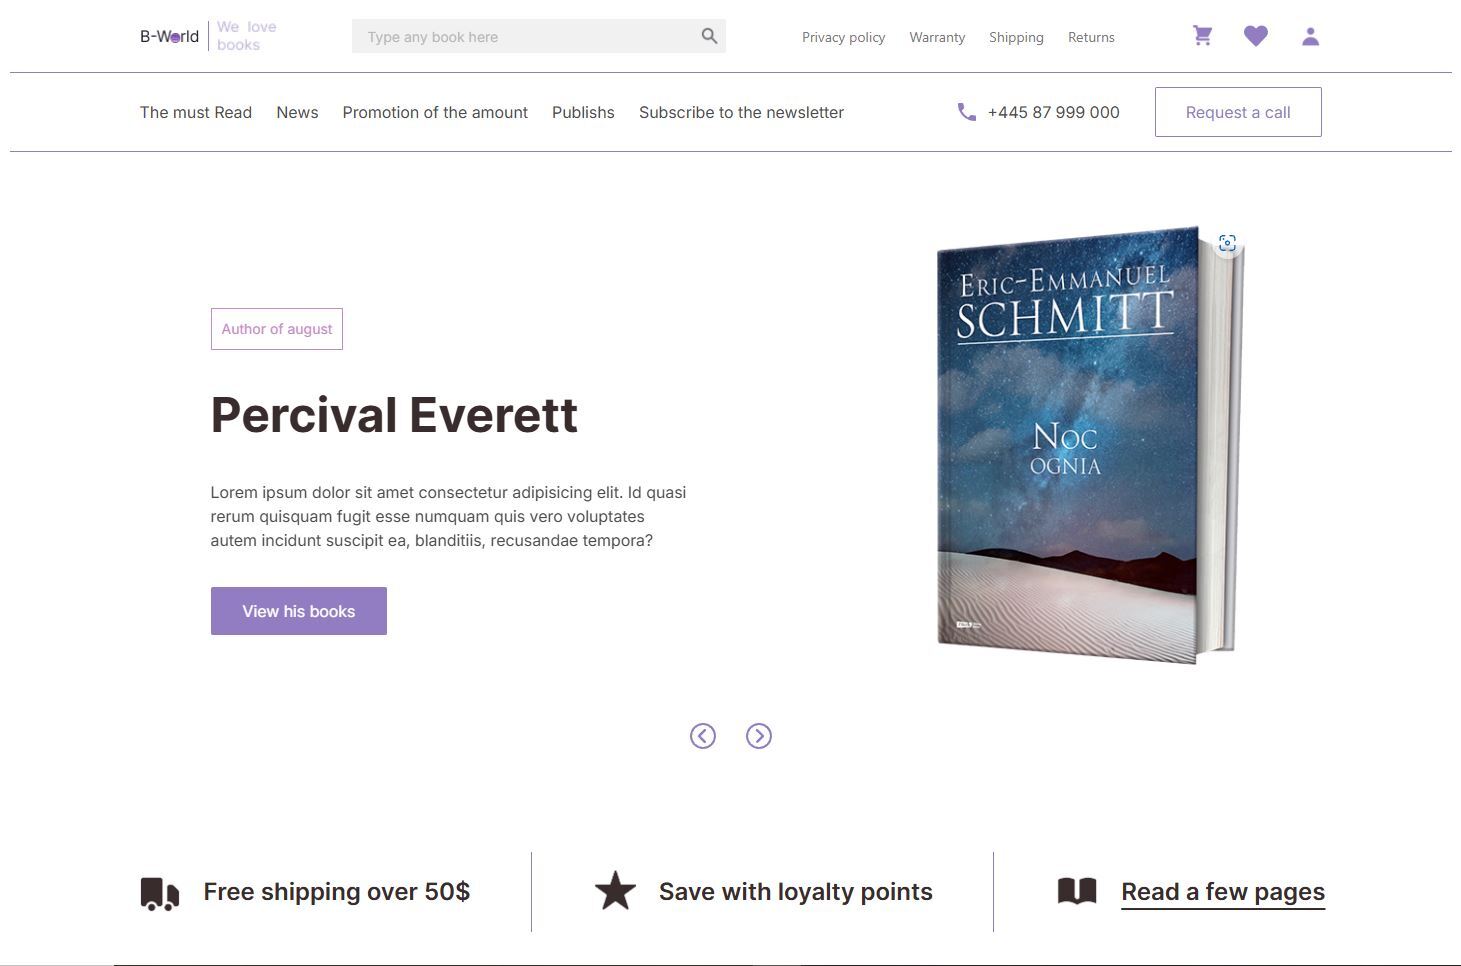 B-World
We love
books
Type any book here
Privacy policy
Warranty
Shipping
Returns
The must Read
News
Promotion of the amount
Publishs
Subscribe to the newsletter
+445 87 999 000
Request a call
Author of august
Percival Everett
Lorem ipsum dolor sit amet consectetur adipisicing elit. Id quasi
rerum quisquam fugit esse numquam quis vero voluptates
autem incidunt suscipit ea, blanditiis, recusandae tempora?
View his books
ERIC-EMMANUEL
SCHMITT
NOC
OGNIA
Free shipping over 50$
Save with loyalty points
Read a few pages